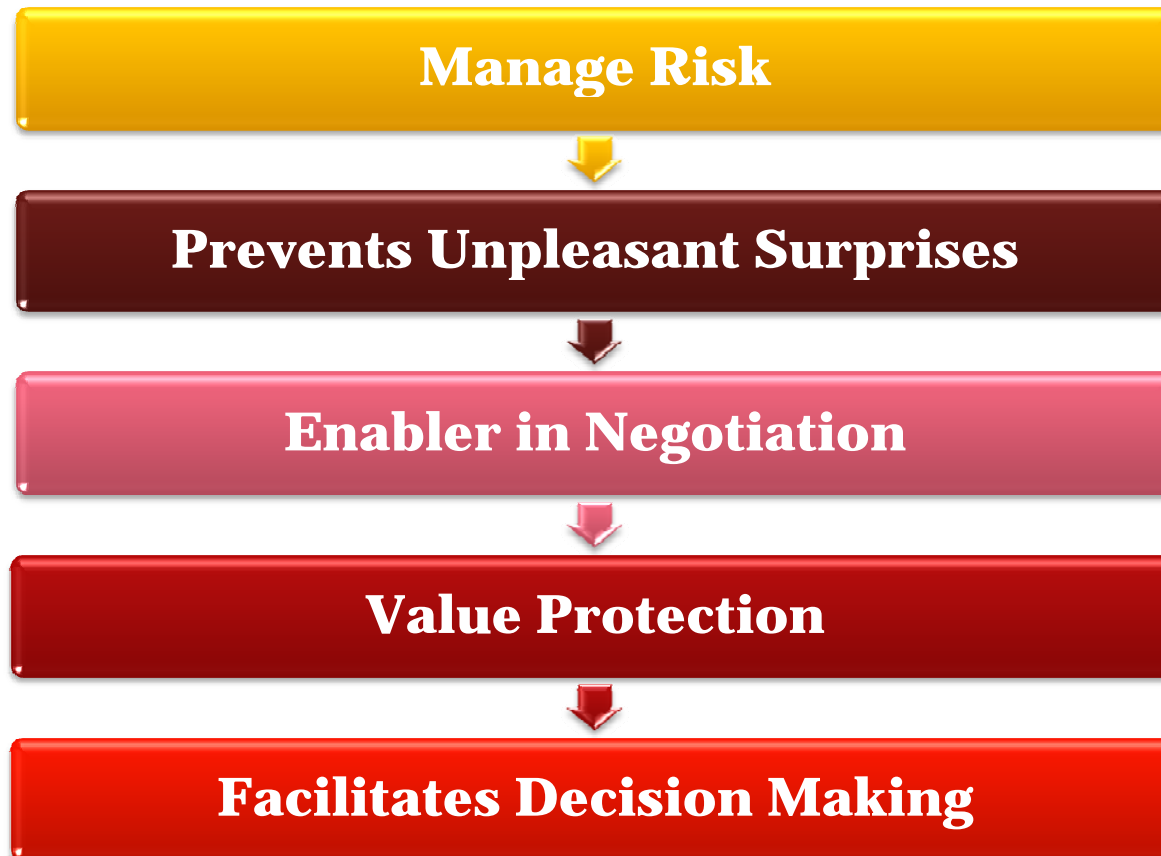 Manage Risk
Prevents Unpleasant Surprises
Enabler in Negotiation
Value Protection
Facilitates Decision Making